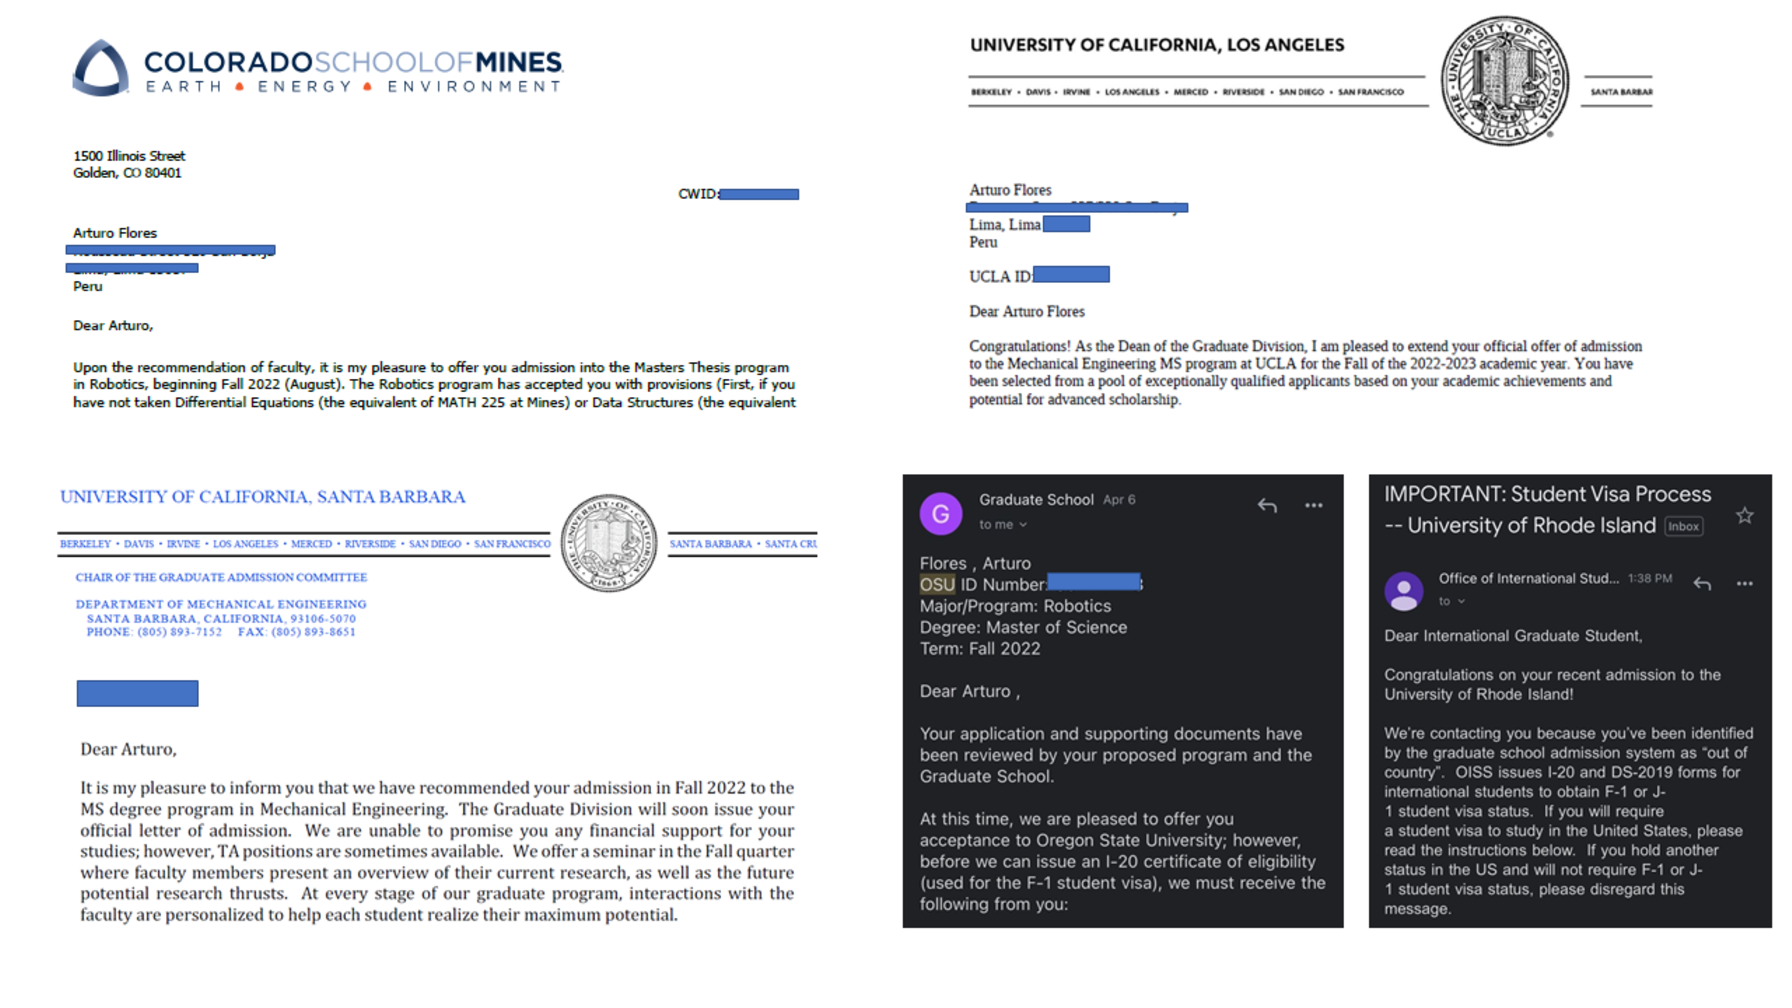 COLORADOSCHOOLOFMINES
EARTH • ENERGY • ENVIRONMENT
1500 Illinois Street
Golden, CO 80401
CWID:
Arturo Flores
Peru
Dear Arturo,
Upon the recommendation of faculty, it is my pleasure to offer you admission into the Masters Thesis program
in Robotics, beginning Fall 2022 (August). The Robotics program has accepted you with provisions (First, if you
have not taken Differential Equations (the equivalent of MATH 225 at Mines) or Data Structures (the equivalent
UNIVERSITY OF CALIFORNIA, LOS ANGELES
BERKELEY • DAVIS • IRVINE • LOS ANGELES • MERCED • RIVERSIDE • SAN DIEGO • SAN FRANCISCO
SANTA BARBAR
THE UNIVERSITY OF CALIFORNIA
UCLA
Arturo Flores
Lima, Lima
Peru
UCLA ID:
Dear Arturo Flores
Congratulations! As the Dean of the Graduate Division, I am pleased to extend your official offer of admission
to the Mechanical Engineering MS program at UCLA for the Fall of the 2022-2023 academic year. You have
been selected from a pool of exceptionally qualified applicants based on your academic achievements and
potential for advanced scholarship.
UNIVERSITY OF CALIFORNIA, SANTA BARBARA
BERKELEY • DAVIS • IRVINE • LOS ANGELES • MERCED • RIVERSIDE • SAN DIEGO • SAN FRANCISCO
SANTA BARBARA • SANTA CRU
THE UNIVERSITY OF CALIFORNIA
1868
CHAIR OF THE GRADUATE ADMISSION COMMITTEE
DEPARTMENT OF MECHANICAL ENGINEERING
SANTA BARBARA, CALIFORNIA, 93106-5070
PHONE: (805) 893-7152 FAX: (805) 893-8651
Dear Arturo,
It is my pleasure to inform you that we have recommended your admission in Fall 2022 to the
MS degree program in Mechanical Engineering. The Graduate Division will soon issue your
official letter of admission. We are unable to promise you any financial support for your
studies; however, TA positions are sometimes available. We offer a seminar in the Fall quarter
where faculty members present an overview of their current research, as well as the future
potential research thrusts. At every stage of our graduate program, interactions with the
faculty are personalized to help each student realize their maximum potential.
G
Graduate School Apr 6
to me
Flores , Arturo
OSU ID Number:
Major/Program: Robotics
Degree: Master of Science
Term: Fall 2022
Dear Arturo ,
Your application and supporting documents have
been reviewed by your proposed program and the
Graduate School.
At this time, we are pleased to offer you
acceptance to Oregon State University; however,
before we can issue an I-20 certificate of eligibility
(used for the F-1 student visa), we must receive the
following from you:
IMPORTANT: Student Visa Process
-- University of Rhode Island Inbox
Office of International Stud... 1:38 PM
to
Dear International Graduate Student,
Congratulations on your recent admission to the
University of Rhode Island!
We're contacting you because you've been identified
by the graduate school admission system as "out of
country". OISS issues I-20 and DS-2019 forms for
international students to obtain F-1 or J-
1 student visa status. If you will require
a student visa to study in the United States, please
read the instructions below. If you hold another
status in the US and will not require F-1 or J-
1 student visa status, please disregard this
message.